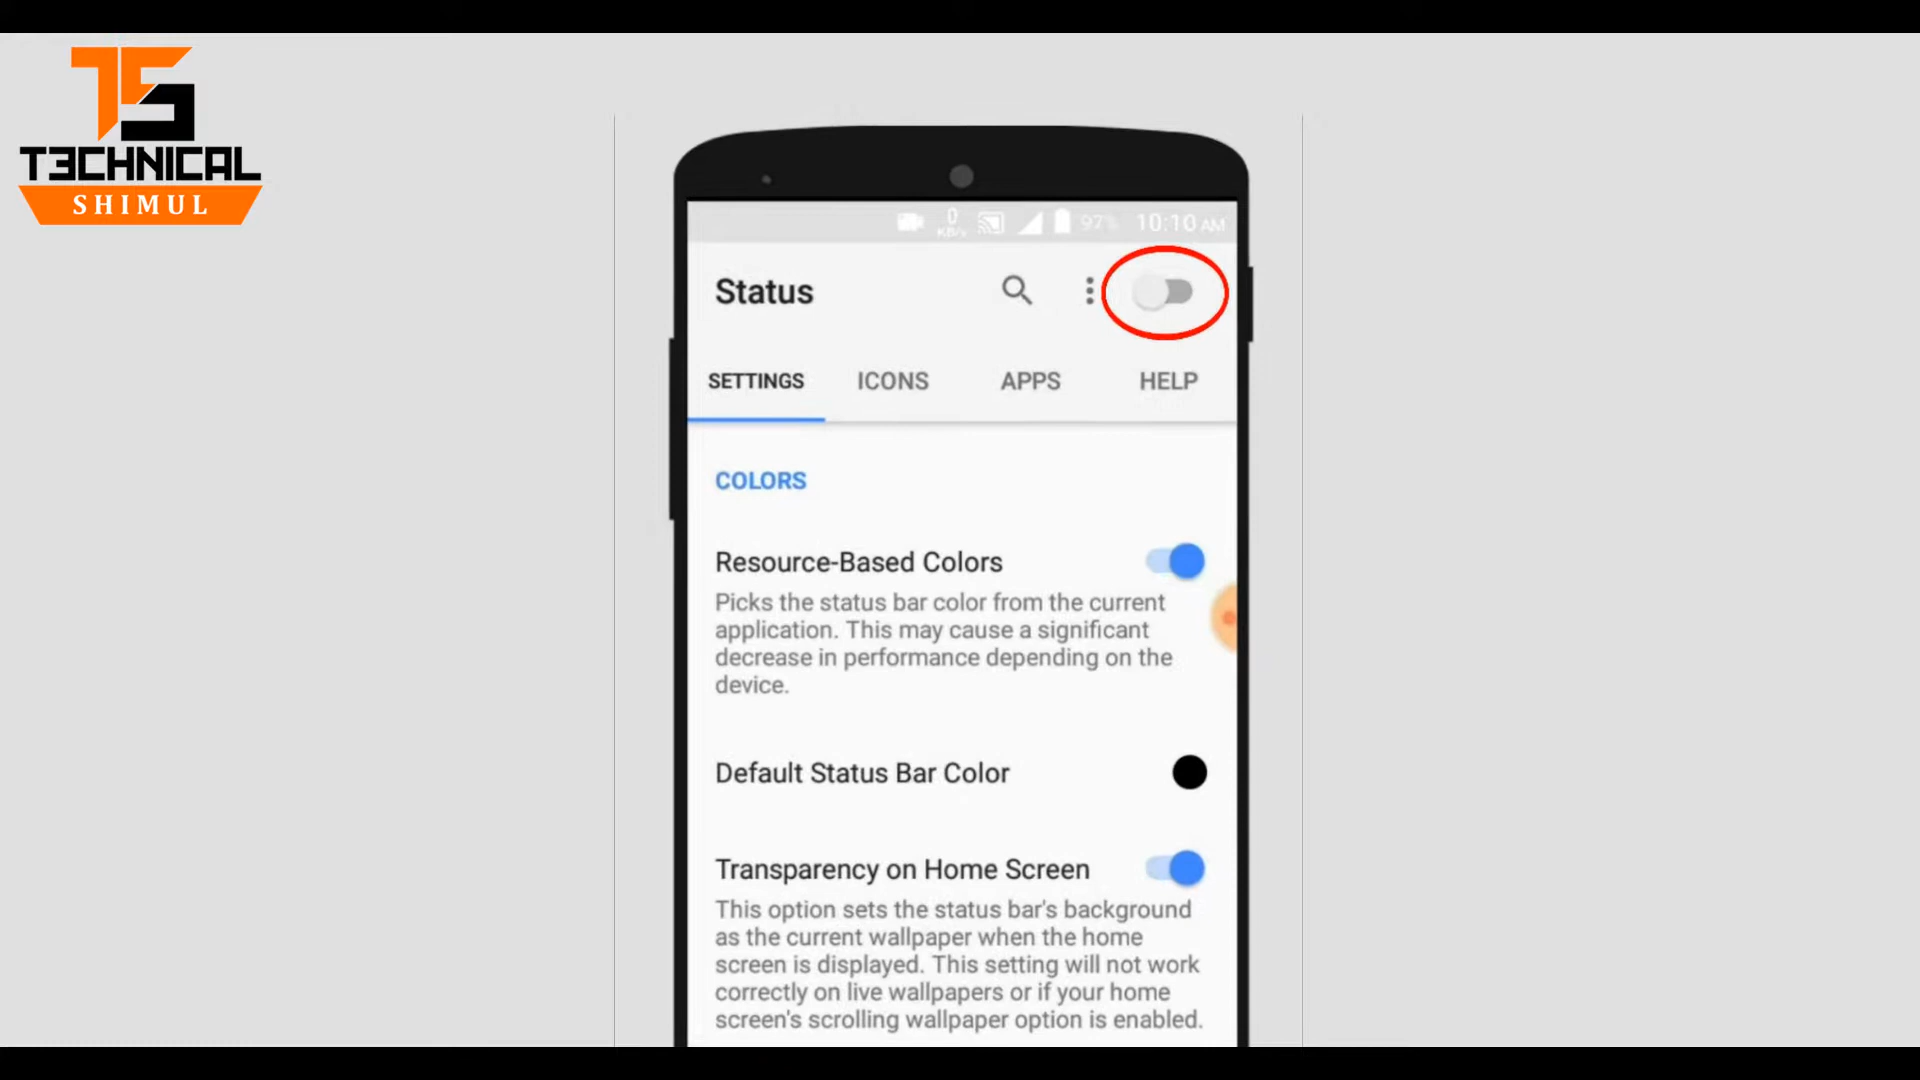 TS
T3CHNICAL
SHIMUL
0
KB/s
97%
10:10 AM
Status
SETTINGS ICONS APPS HELP
COLORS
Resource-Based Colors
Picks the status bar color from the current
application. This may cause a significant
decrease in performance depending on the
device.
Default Status Bar Color
Transparency on Home Screen
This option sets the status bar's background
as the current wallpaper when the home
screen is displayed. This setting will not work
correctly on live wallpapers or if your home
screen's scrolling wallpaper option is enabled.